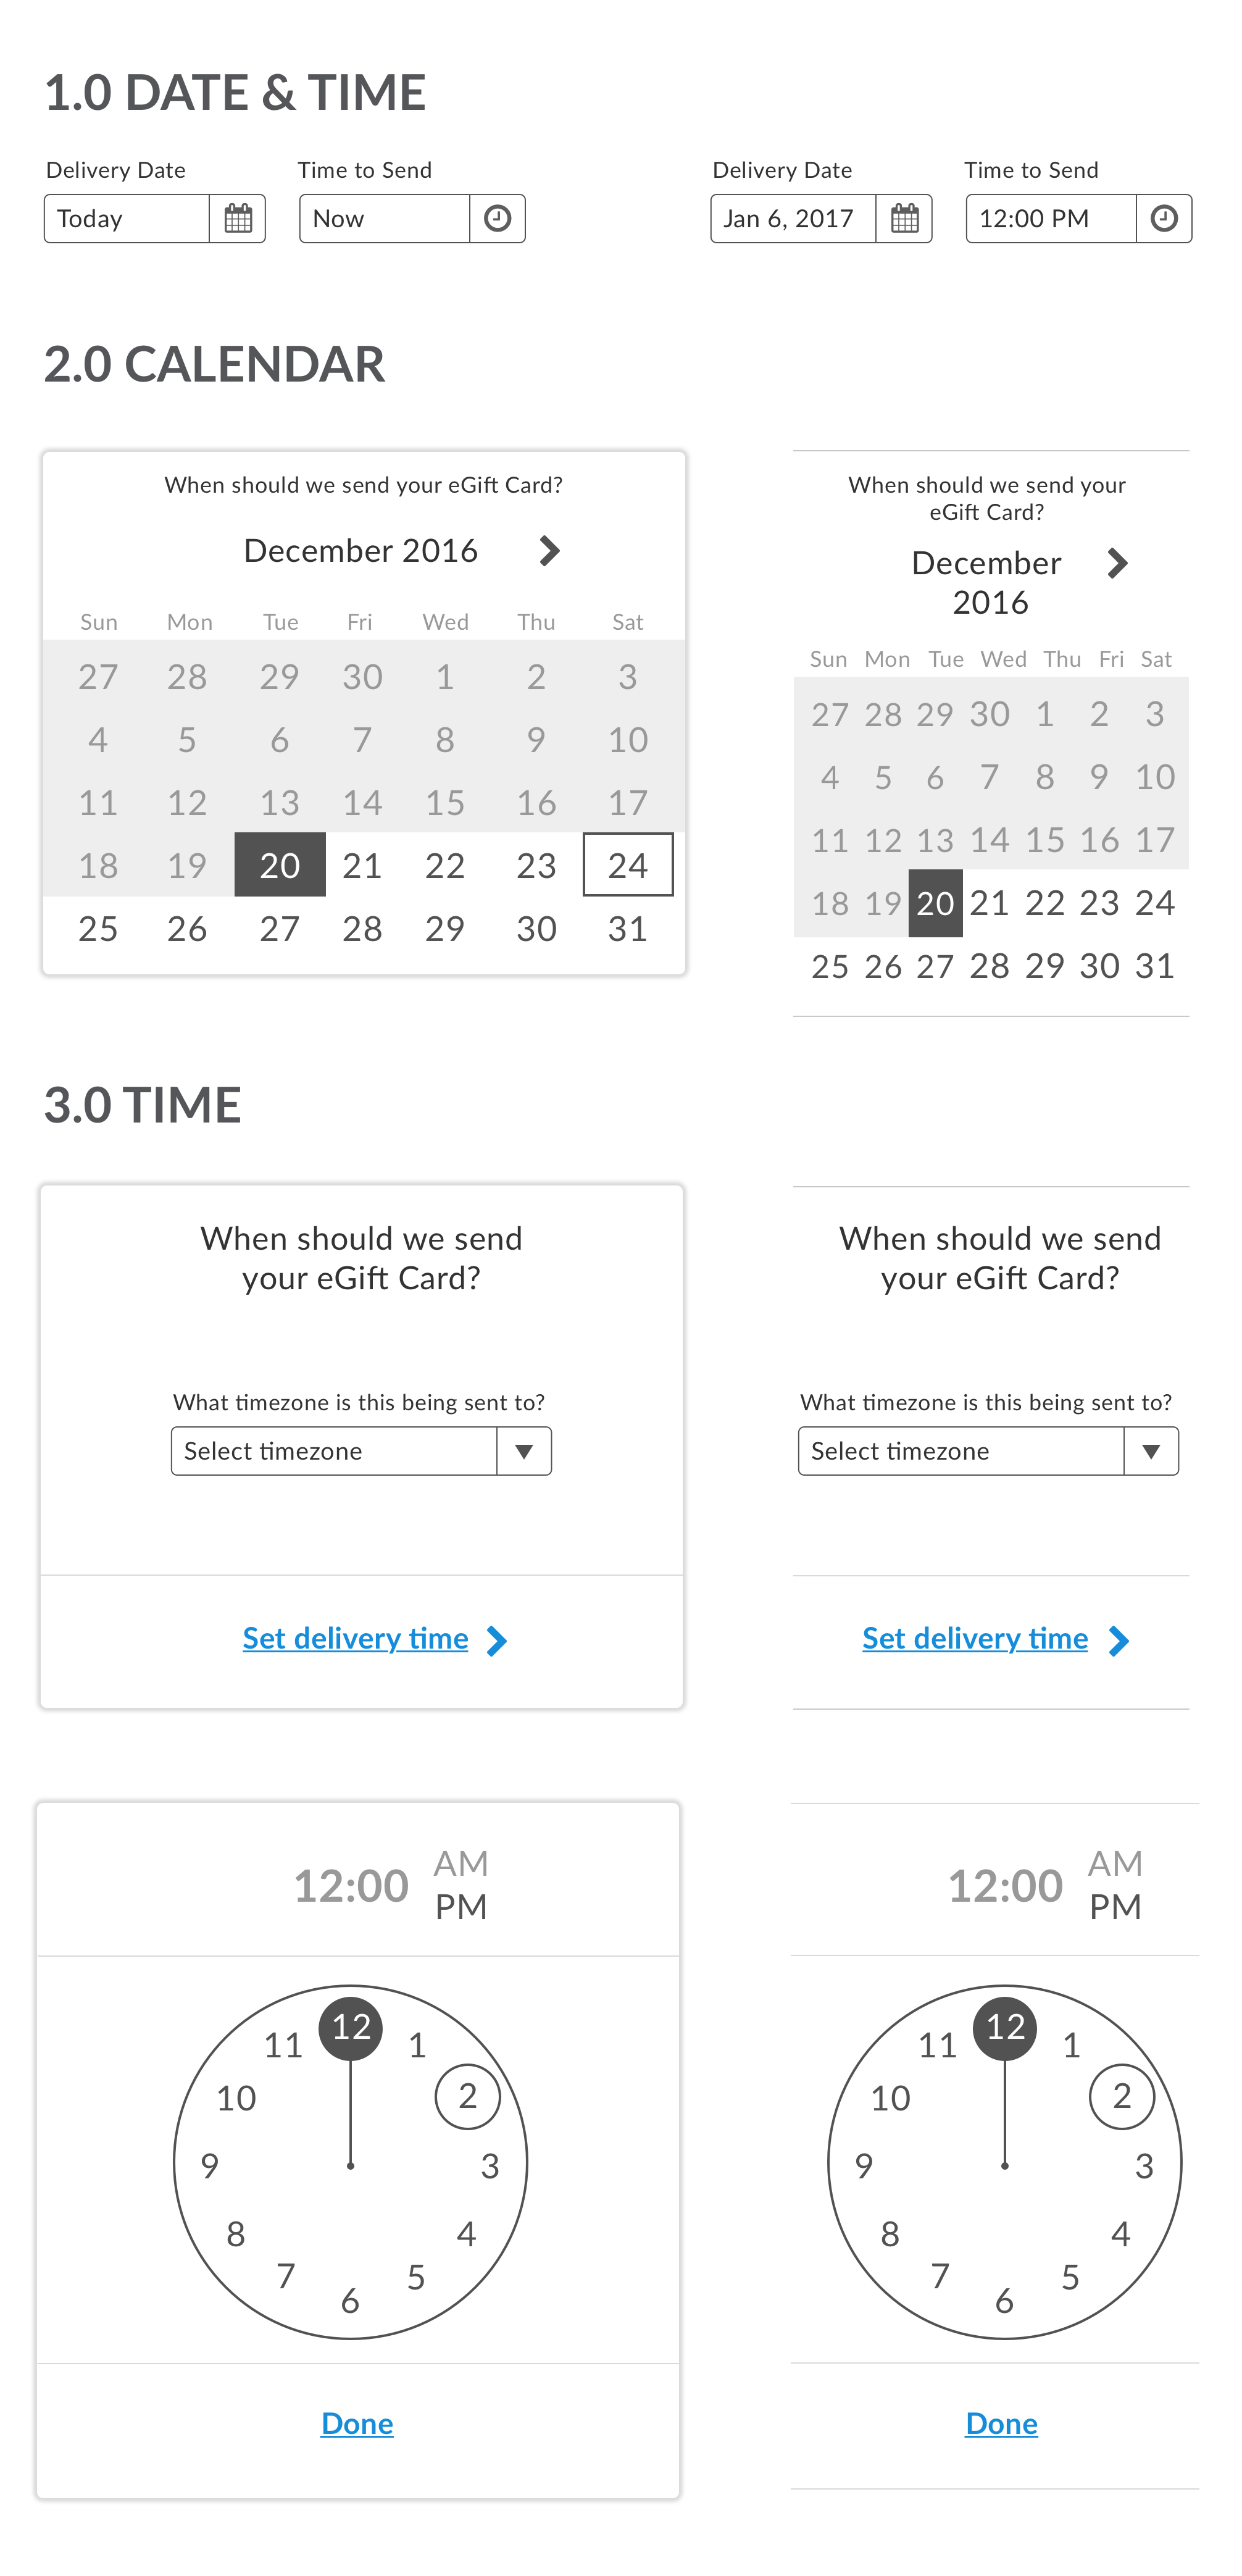 1.0 DATE & TIME
Delivery Date Time to Send Delivery Date Time to Send
Today Now Jan 6, 2017 12:00 PM
2.0 CALENDAR
When should we send your eGift Card?
December 2016
Sun Mon Tue Fri Wed Thu Sat
27 28 29 30 1 2 3
4 5 6 7 8 9 10
11 12 13 14 15 16 17
18 19 20 21 22 23 24
25 26 27 28 29 30 31
When should we send your
eGift Card?
December
2016
Sun Mon Tue Wed Thu Fri Sat
27 28 29 30 1 2 3
4 5 6 7 8 9 10
11 12 13 14 15 16 17
18 19 20 21 22 23 24
25 26 27 28 29 30 31
3.0 TIME
When should we send
your eGift Card?
What timezone is this being sent to?
Select timezone
Set delivery time
When should we send
your eGift Card?
What timezone is this being sent to?
Select timezone
Set delivery time
12:00 AM
PM
12
11 1
10 2
9 3
8 4
7 5
6
Done
12:00 AM
PM
12
11 1
10 2
9 3
8 4
7 5
6
Done